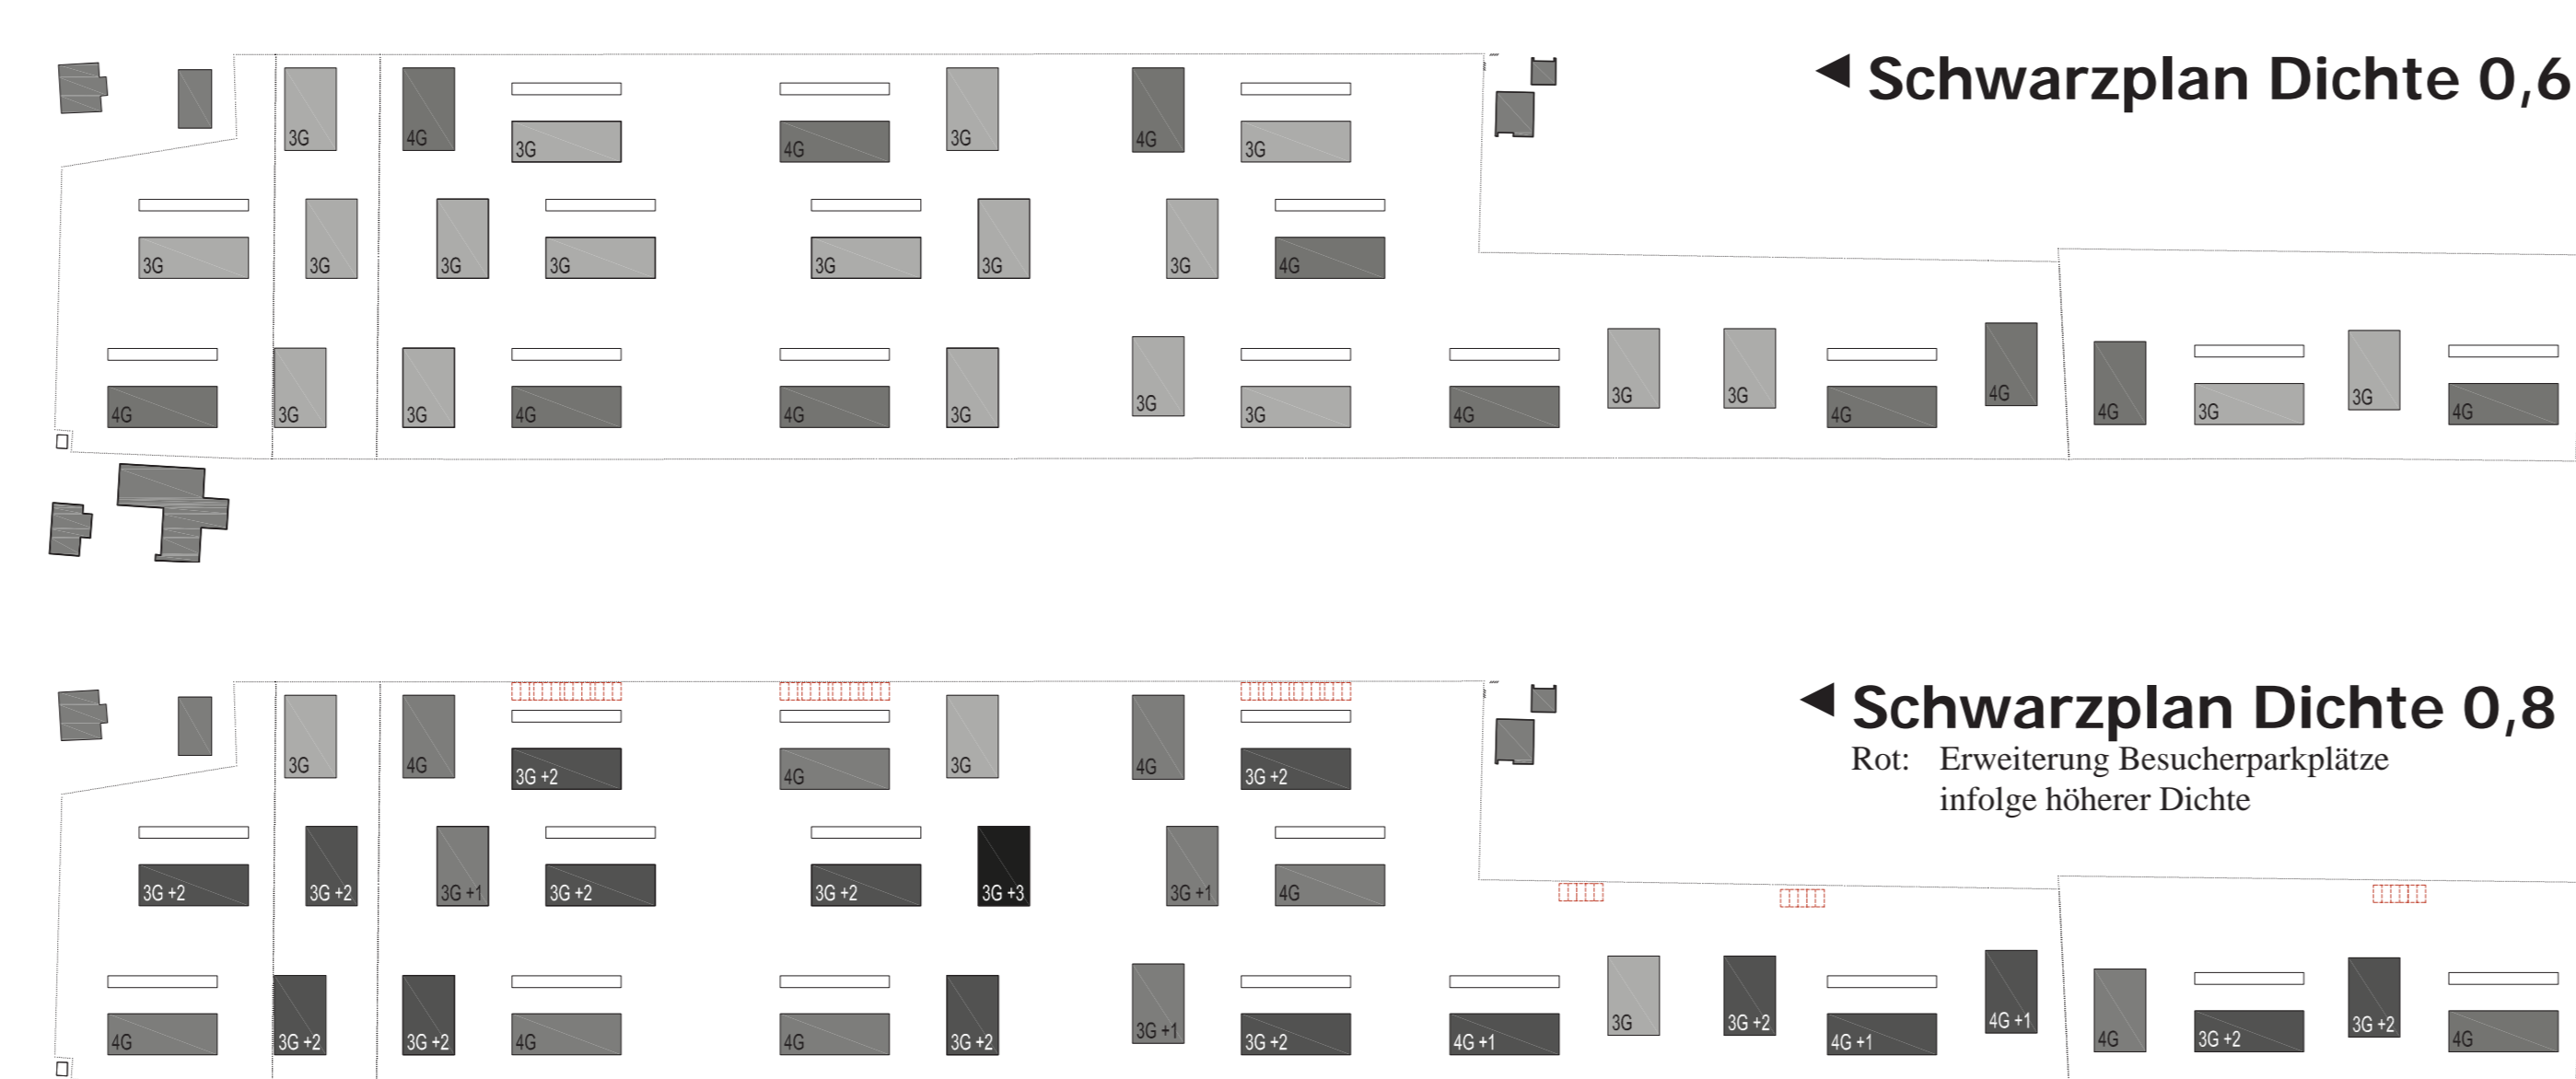 Schwarzplan Dichte 0,6
3G 4G 3G 4G 3G 4G 3G
3G 3G 3G 3G 3G 3G 3G 4G
4G 3G 3G 4G 4G 3G 3G 3G 4G 3G 3G 4G 4G 4G 3G 3G 4G
Schwarzplan Dichte 0,8
Rot: Erweiterung Besucherparkplätze
infolge höherer Dichte
3G 4G 3G +2 4G 3G 4G 3G +2
3G +2 3G +2 3G +1 3G +2 3G +2 3G +3 3G +1 4G
4G 3G +2 3G +2 4G 4G 3G +2 3G +1 3G +2 4G +1 3G 3G +2 4G +1 4G +1 4G 3G +2 3G +2 4G